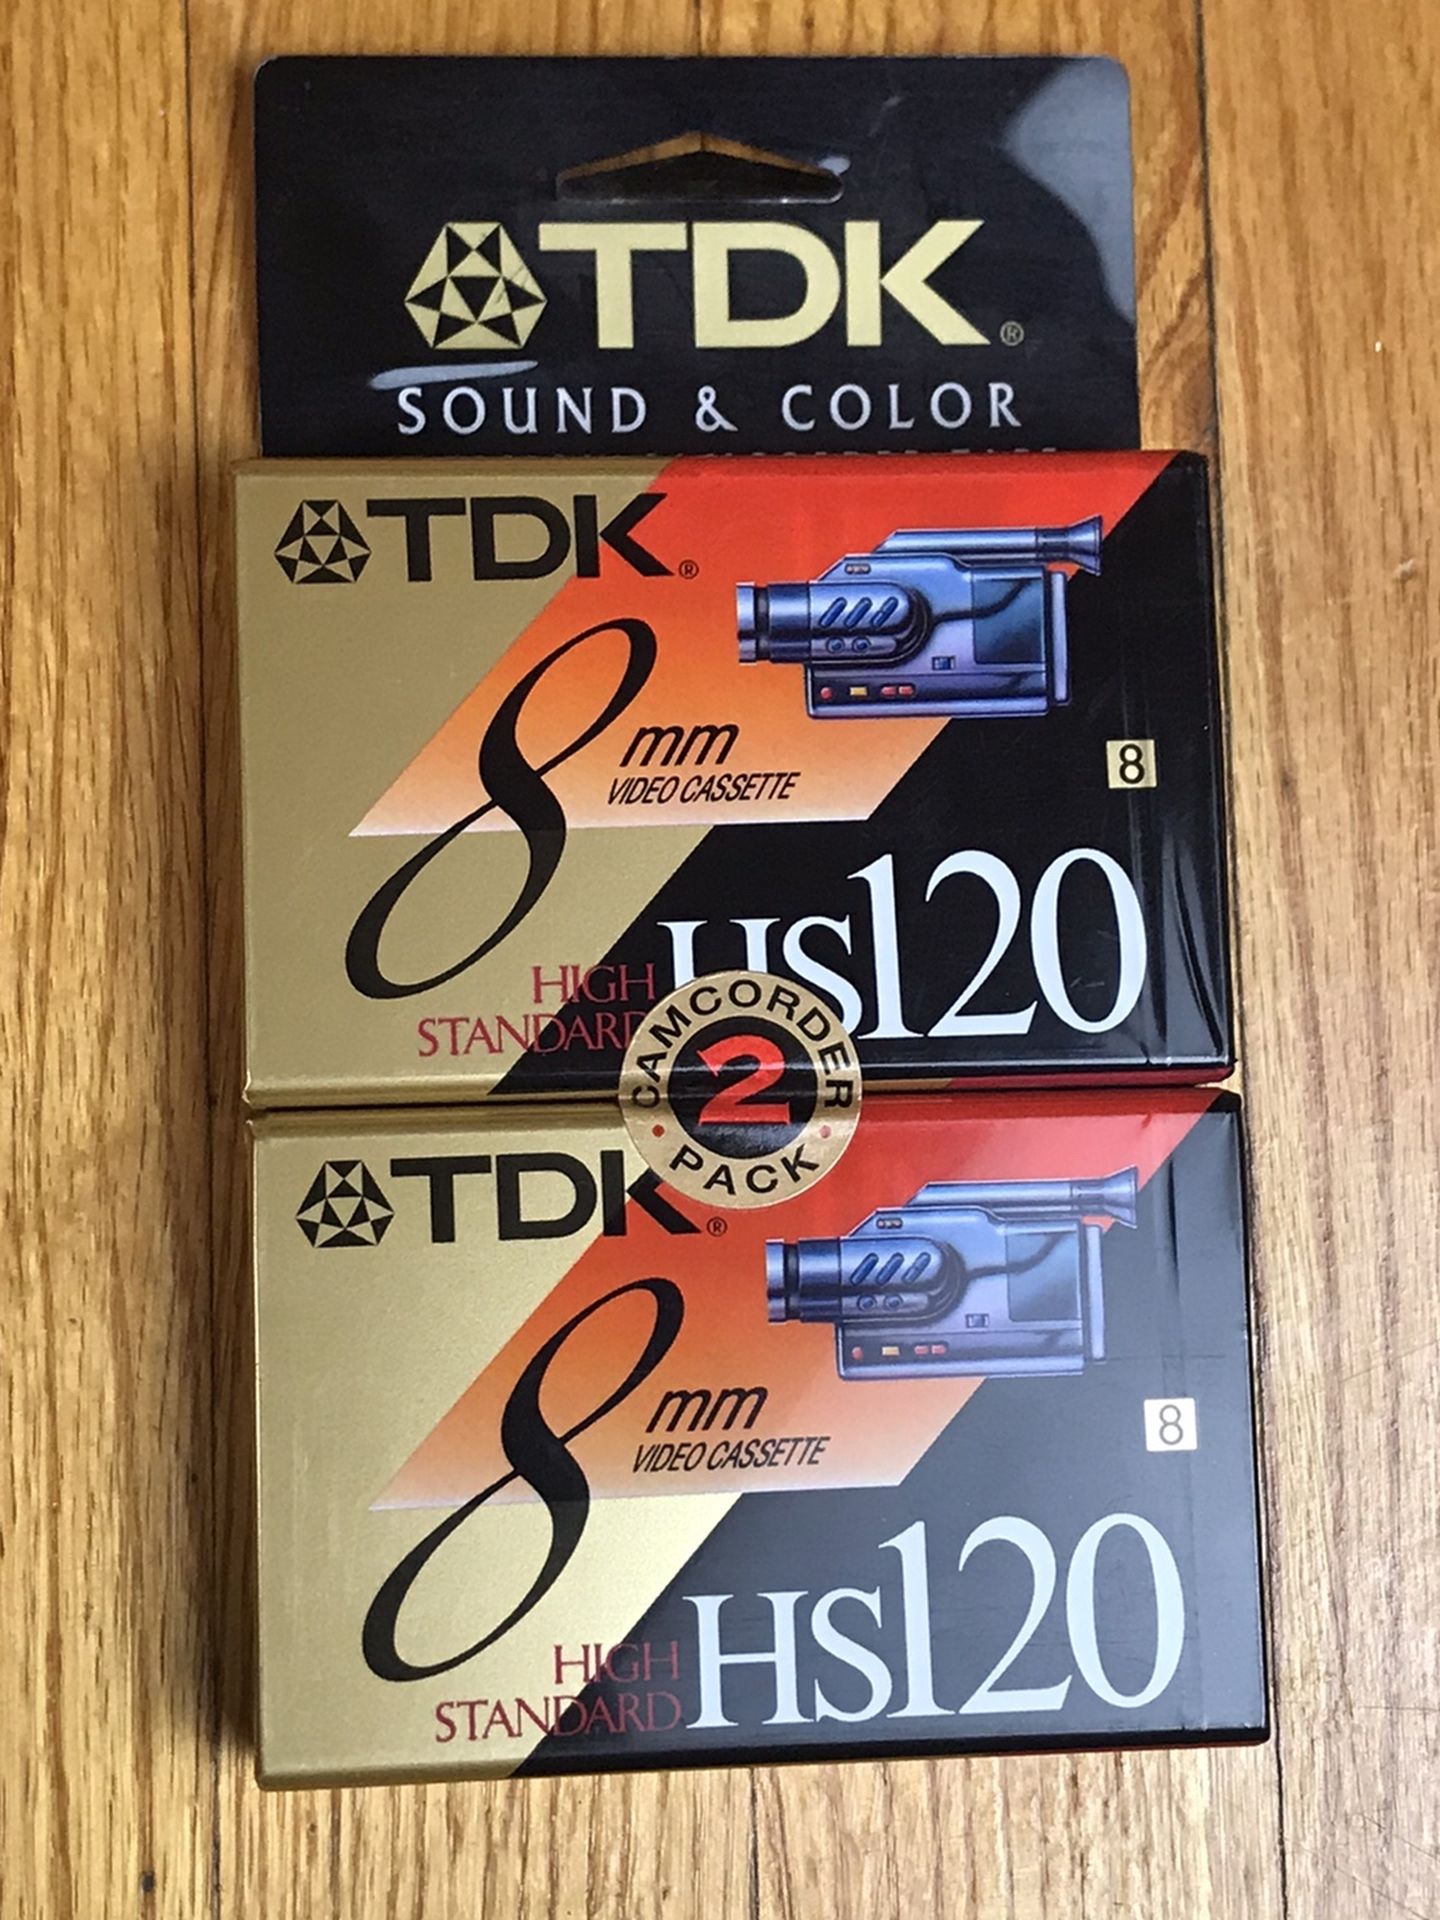 TDK®
SOUND & COLOR
TDK®
8
mm
VIDEO CASSETTE
8
HIGH
STANDARD
HS120
CAMCORDER
2
PACK
TDK®
8
mm
VIDEO CASSETTE
8
HIGH
STANDARD
HS120